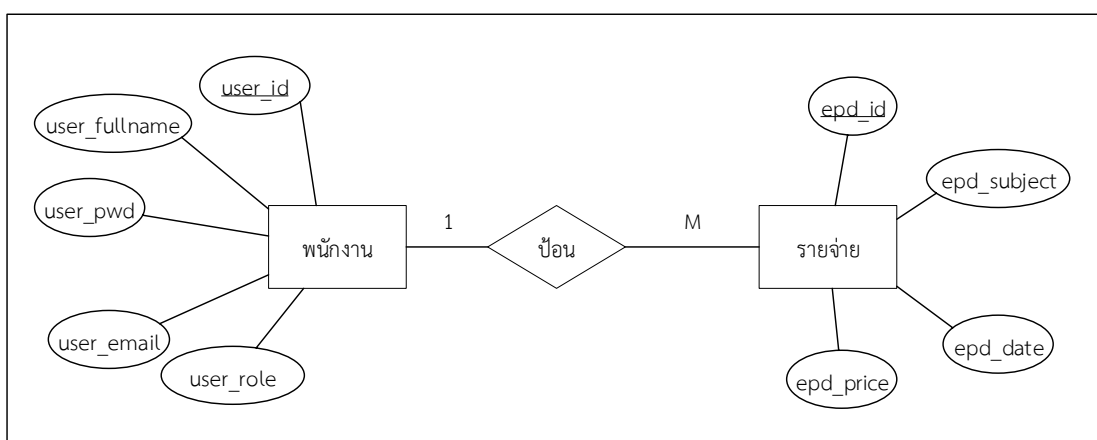 user_id
user_fullname
user_pwd
user_email
user_role
พนักงาน
1
ป้อน
M
รายจ่าย
epd_id
epd_subject
epd_date
epd_price